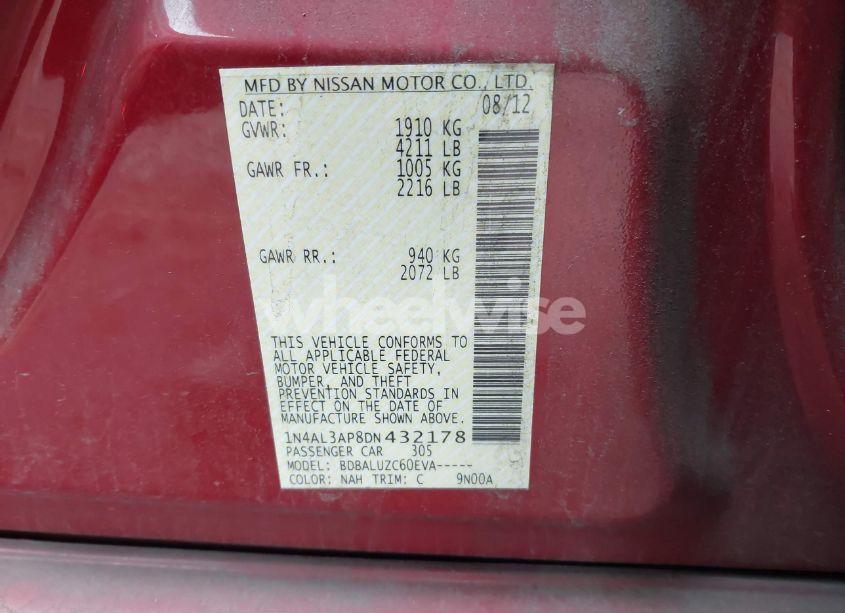 MFD BY NISSAN MOTOR CO., LTD.
DATE: 08/12
GVWR: 1910 KG
4211 LB
GAWR FR.: 1005 KG
2216 LB
GAWR RR.: 940 KG
2072 LB
wheelwise
THIS VEHICLE CONFORMS TO
ALL APPLICABLE FEDERAL
MOTOR VEHICLE SAFETY,
BUMPER, AND THEFT
PREVENTION STANDARDS IN
EFFECT ON THE DATE OF
MANUFACTURE SHOWN ABOVE.
1N4AL3AP8DN432178
PASSENGER CAR 305
MODEL: BDBALUZC60EVA-----
COLOR: NAH TRIM: C 9N00A